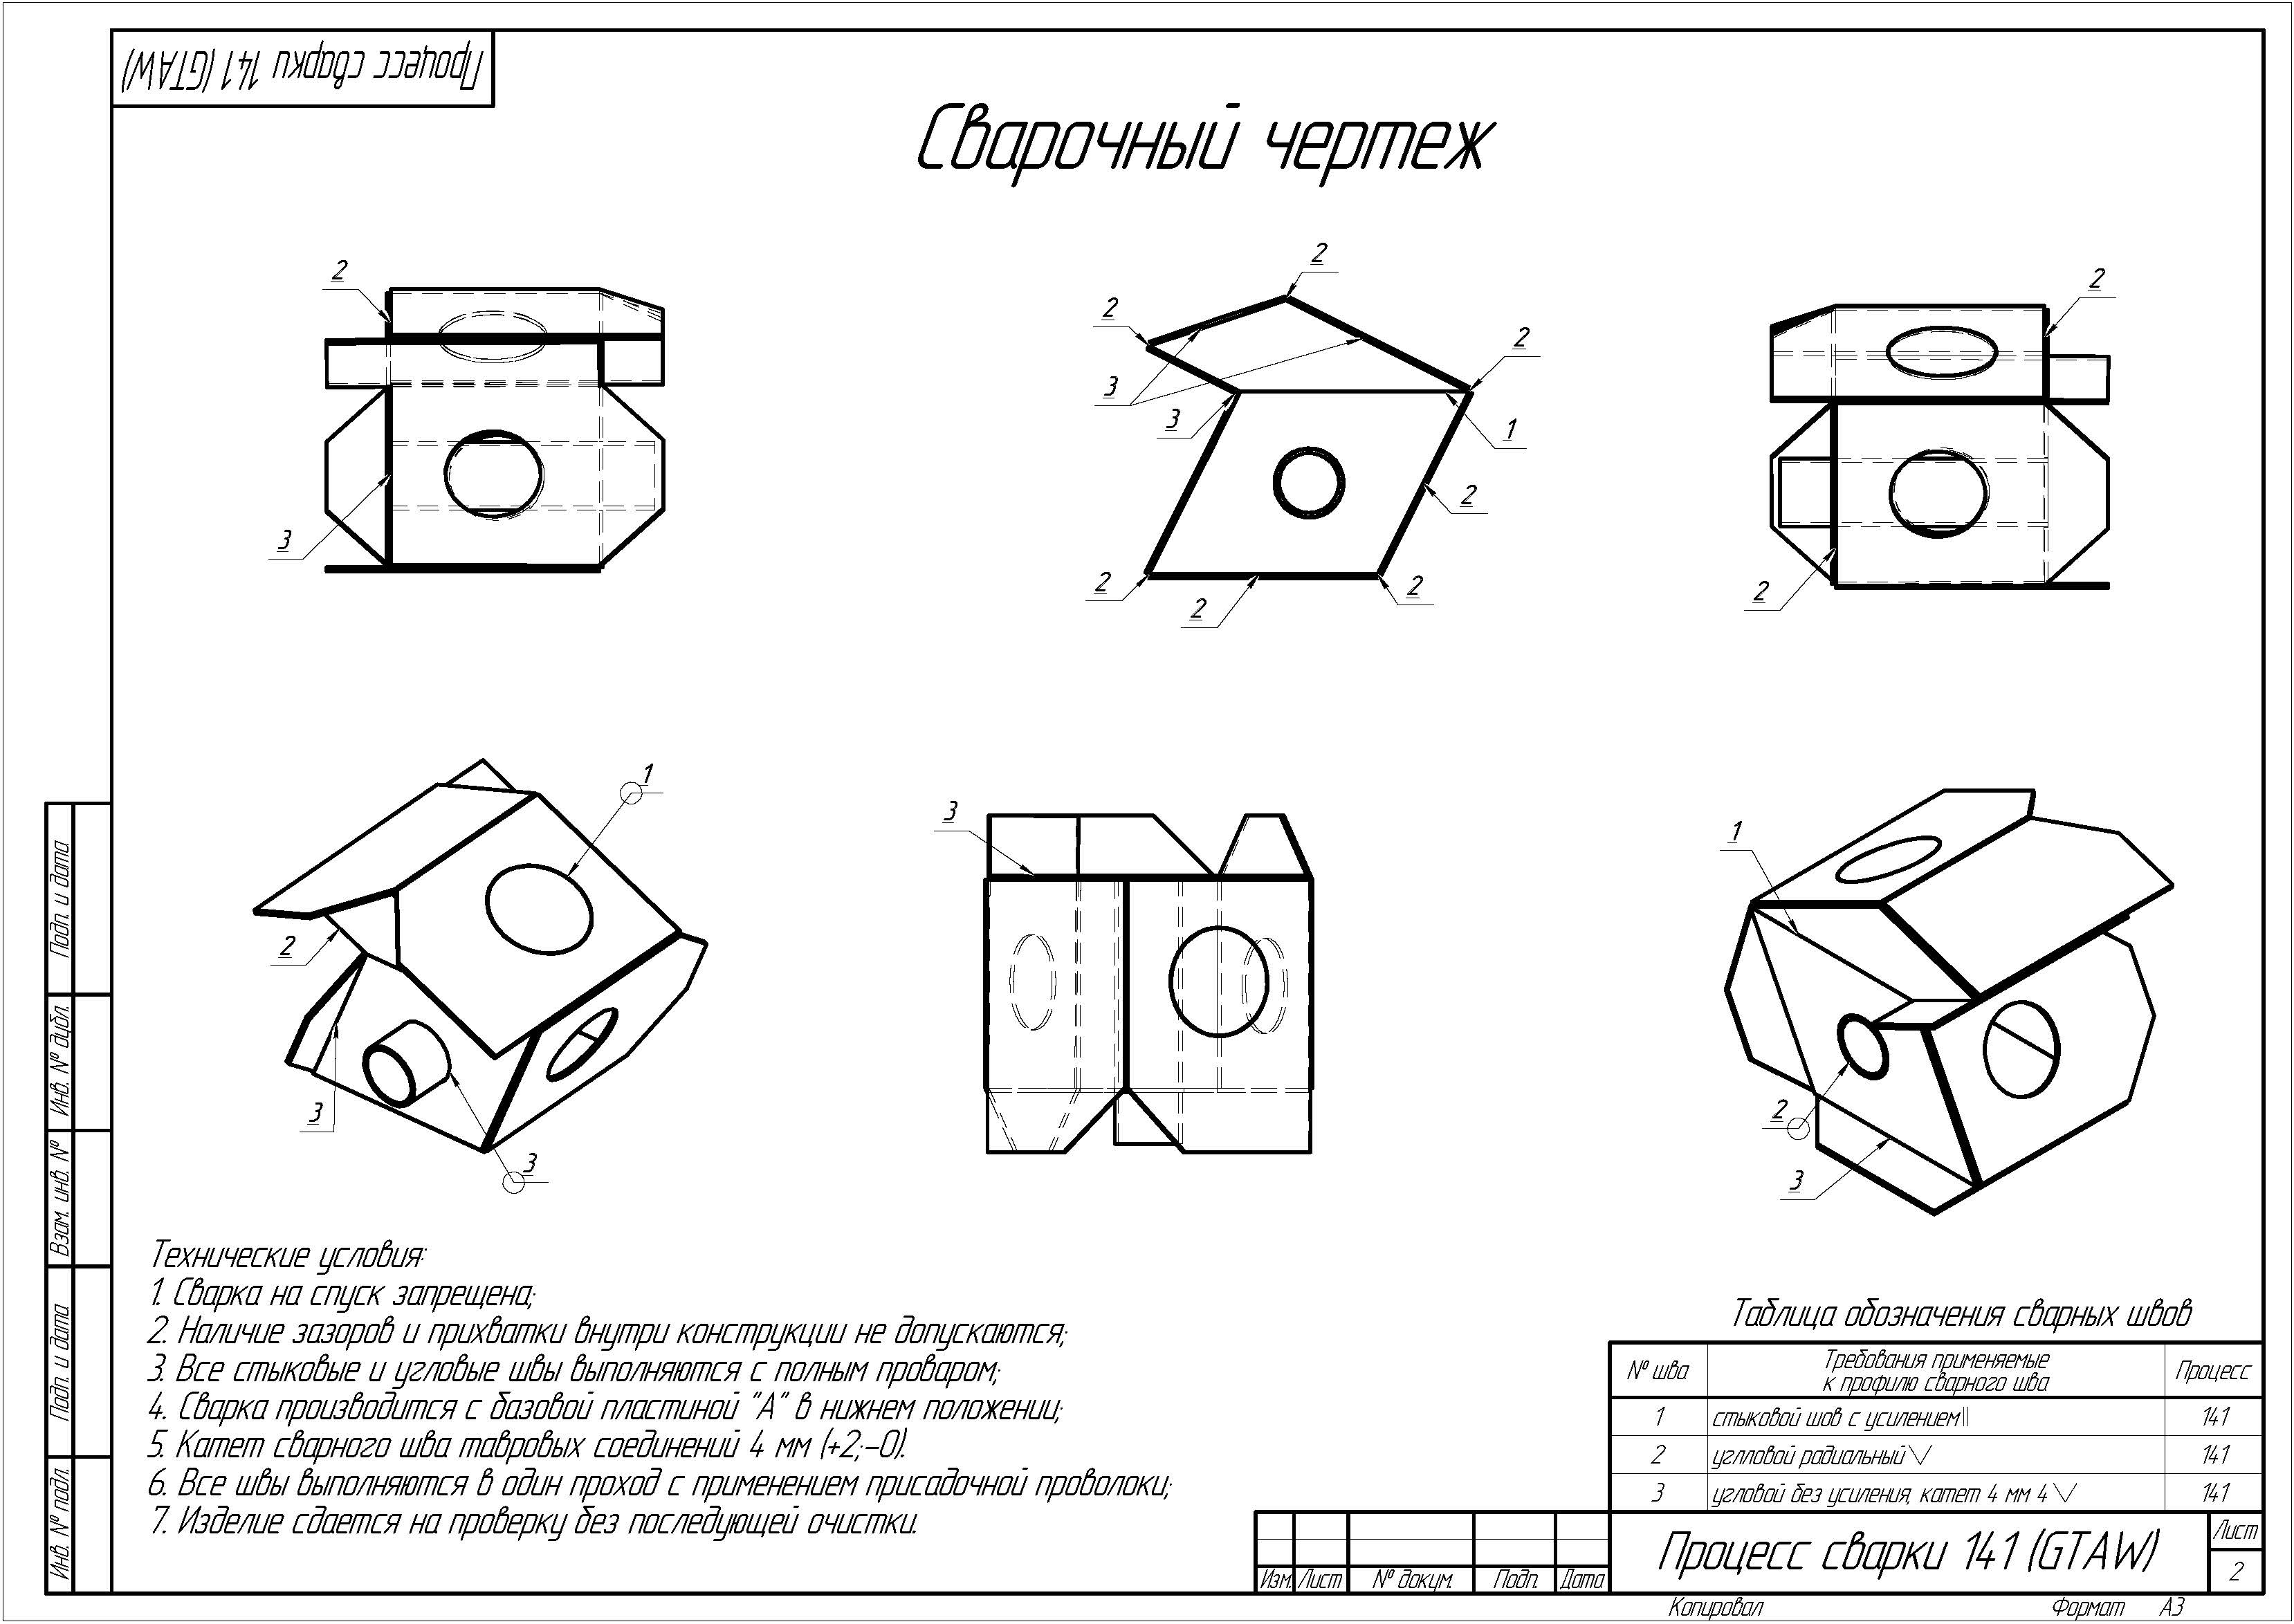 Процесс сварки 141 (GTAW)
Сварочный чертеж
2
3
2
2
2
3
3
1
2
2
2
2
2
2
1
2
3
3
3
1
2
3
Технические условия:
1. Сварка на спуск запрещена;
2. Наличие зазоров и прихватки внутри конструкции не допускаются;
3. Все стыковые и угловые швы выполняются с полным проваром;
4. Сварка производится с базовой пластиной "А" в нижнем положении;
5. Катет сварного шва тавровых соединений 4 мм (+2;-0).
6. Все швы выполняются в один проход с применением присадочной проволоки;
7. Изделие сдается на проверку без последующей очистки.
Таблица обозначения сварных швов
№ шва Требования применяемые к профилю сварного шва Процесс
1 стыковой шов с усилением|| 141
2 углловой радиальный \/ 141
3 угловой без усиления, катет 4 мм 4 \/ 141
Процесс сварки 141 (GTAW)
Лист
2
Изм. Лист № докум. Подп. Дата
Копировал Формат А3
Подп. и дата
Инв. № дубл.
Взам. инв. №
Подп. и дата
Инв. № подл.